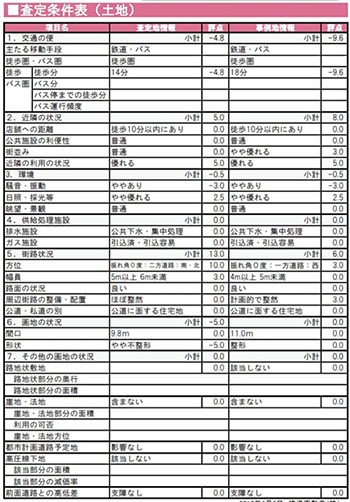 ■査定条件表(土地)
項目名 査定地情報 評点 事例地情報 評点
1.交通の便 小計 -4.8 小計 -9.6
主たる移動手段 鉄道・バス 鉄道・バス
徒歩圏・バス圏 徒歩圏 徒歩圏
徒歩 徒歩分 14分 -4.8 18分 -9.6
バス圏 バス分
バス停までの徒歩分
バス運行頻度
2.近隣の状況 小計 5.0 小計 8.0
店舗への距離 徒歩10分以内にあり 0.0 徒歩10分以内にあり 0.0
公共施設の利便性 普通 0.0 普通 0.0
街並み 普通 0.0 やや優れる 3.0
近隣の利用の状況 優れる 5.0 優れる 5.0
3.環境 小計 -0.5 小計 -0.5
騒音・振動 ややあり -3.0 ややあり -3.0
日照・採光等 やや優れる 2.5 やや優れる 2.5
眺望・景観 普通 0.0 普通 0.0
4.供給処理施設 小計 0.0 小計 0.0
排水施設 公共下水・集中処理 0.0 公共下水・集中処理 0.0
ガス施設 引込済・引込容易 0.0 引込済・引込容易 0.0
5.街路状況 小計 13.0 小計 6.0
方位 振れ角0度:二方道路:南・北 10.0 振れ角0度:一方道路:西 3.0
幅員 5m以上 6m未満 3.0 4m以上 5m未満 0.0
路面の状況 良い 0.0 良い 0.0
周辺街路の整備・配置 ほぼ整然 0.0 計画的で整然 3.0
公道・私道の別 公道に面する住宅地 0.0 公道に面する住宅地 0.0
6.画地の状況 小計 -5.0 小計 0.0
間口 9.8m 0.0 11.0m 0.0
形状 やや不整形 -5.0 整形 0.0
7.その他の画地の状況 小計 0.0 小計 0.0
路地状敷地 0.0 該当しない 0.0
路地状部分の奥行
路地状部分の面積
崖地・法地 含まない 0.0 含まない 0.0
崖地・法地部分の面積
利用の可否
崖地・法地方位
都市計画道路予定地 影響なし 0.0 影響なし 0.0
高圧線下地 該当しない 0.0 該当しない 0.0
該当部分の面積
該当部分の減価率
前面道路との高低差 支障なし 0.0 支障なし 0.0